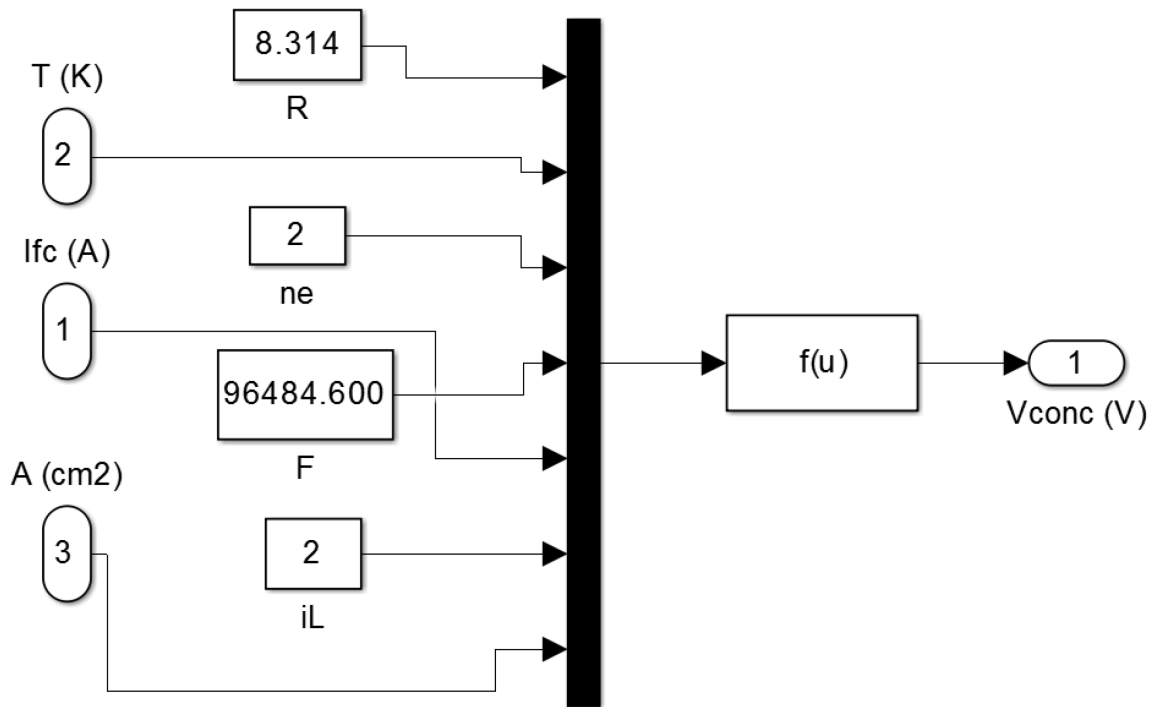 8.314
R
T (K)
2
2
ne
Ifc (A)
1
96484.600
F
A (cm2)
3
2
iL
f(u)
1
Vconc (V)